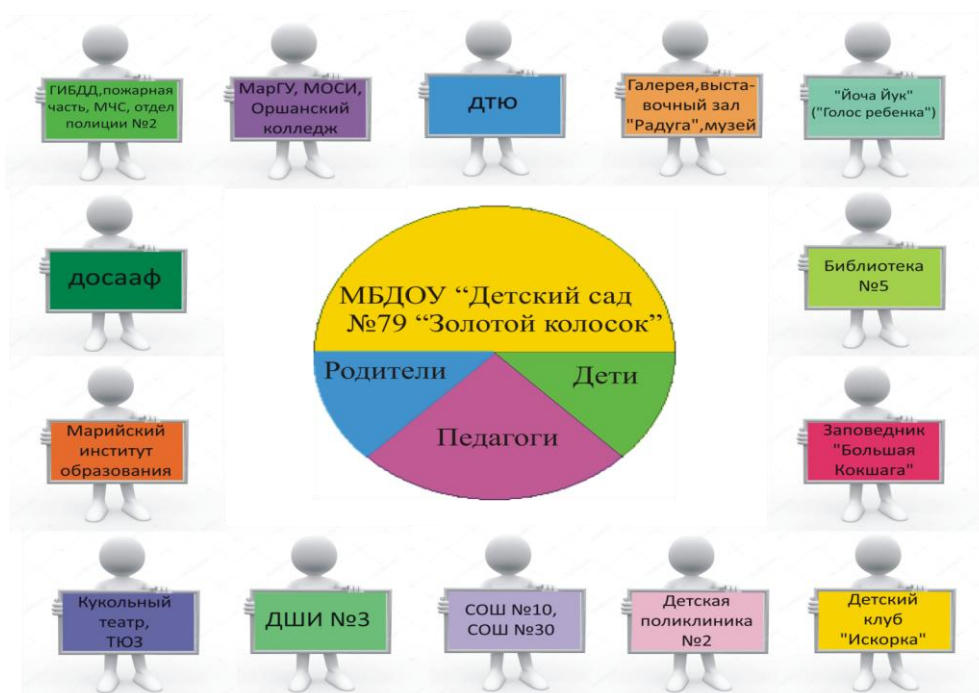 ГИБДД,пожарная
часть, МЧС, отдел
полиции №2
МарГУ, МОСИ,
Оршанский
колледж
ДТЮ
Галерея,выста-
вочный зал
"Радуга",музей
"Йоча йук"
("Голос ребенка")
ДОСААФ
МБДОУ “Детский сад
№79 “Золотой колосок”
Библиотека
№5
Родители
Дети
Педагоги
Марийский
институт
образования
Заповедник
"Большая
Кокшага"
Кукольный
театр,
ТЮЗ
ДШИ №3
СОШ №10,
СОШ №30
Детская
поликлиника
№2
Детский
клуб
"Искорка"